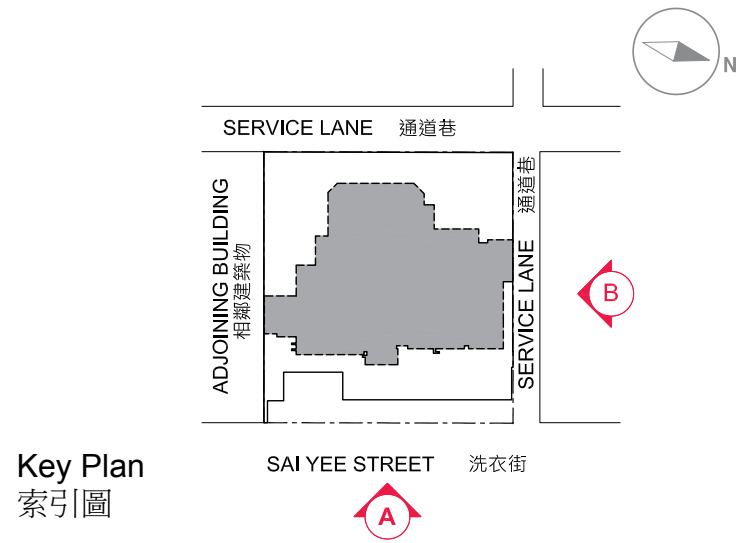 N
SERVICE LANE 通道巷
ADJOINING BUILDING
相鄰建築物
SERVICE LANE 通道巷
B
SAI YEE STREET 洗衣街
A
Key Plan
索引圖